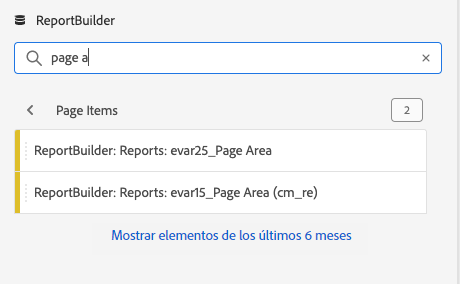 ReportBuilder
page a
Page Items
2
ReportBuilder: Reports: evar25_Page Area
ReportBuilder: Reports: evar15_Page Area (cm_re)
Mostrar elementos de los últimos 6 meses